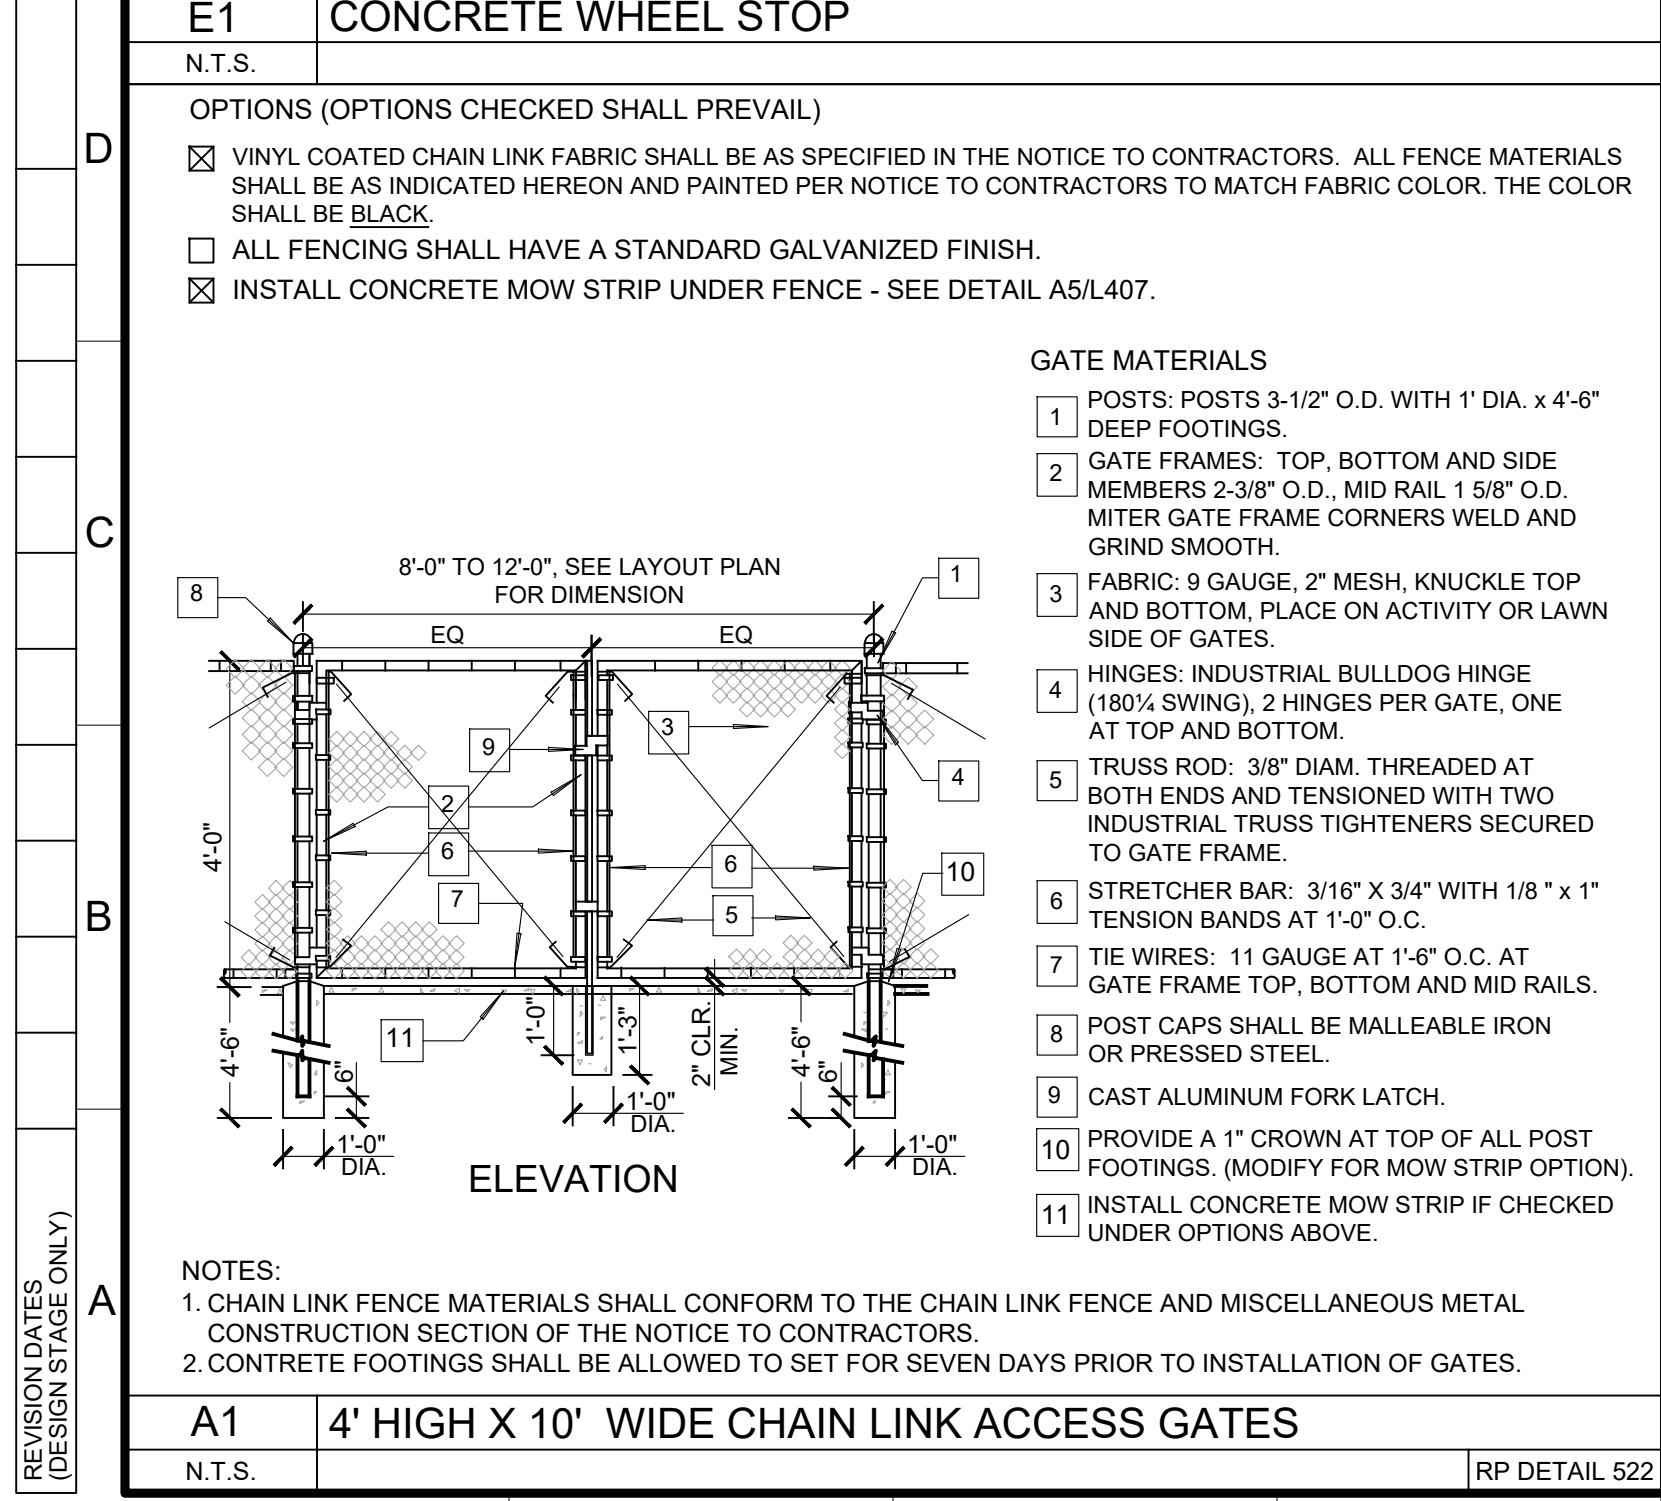 E1 CONCRETE WHEEL STOP
N.T.S.
OPTIONS (OPTIONS CHECKED SHALL PREVAIL)
VINYL COATED CHAIN LINK FABRIC SHALL BE AS SPECIFIED IN THE NOTICE TO CONTRACTORS. ALL FENCE MATERIALS
SHALL BE AS INDICATED HEREON AND PAINTED PER NOTICE TO CONTRACTORS TO MATCH FABRIC COLOR. THE COLOR
SHALL BE BLACK.
ALL FENCING SHALL HAVE A STANDARD GALVANIZED FINISH.
INSTALL CONCRETE MOW STRIP UNDER FENCE - SEE DETAIL A5/L407.
D
C
B
A
REVISION DATES
(DESIGN STAGE ONLY)
8'-0" TO 12'-0", SEE LAYOUT PLAN
FOR DIMENSION
EQ
EQ
8
1
3
9
2
4
6
6
10
7
5
11
4'-0"
4'-6"
6"
1'-0"
DIA.
1'-0"
1'-3"
1'-0"
DIA.
2" CLR.
MIN.
4'-6"
6"
1'-0"
DIA.
ELEVATION
GATE MATERIALS
1 POSTS: POSTS 3-1/2" O.D. WITH 1' DIA. x 4'-6"
DEEP FOOTINGS.
2 GATE FRAMES: TOP, BOTTOM AND SIDE
MEMBERS 2-3/8" O.D., MID RAIL 1 5/8" O.D.
MITER GATE FRAME CORNERS WELD AND
GRIND SMOOTH.
3 FABRIC: 9 GAUGE, 2" MESH, KNUCKLE TOP
AND BOTTOM, PLACE ON ACTIVITY OR LAWN
SIDE OF GATES.
4 HINGES: INDUSTRIAL BULLDOG HINGE
(180¼ SWING), 2 HINGES PER GATE, ONE
AT TOP AND BOTTOM.
5 TRUSS ROD: 3/8" DIAM. THREADED AT
BOTH ENDS AND TENSIONED WITH TWO
INDUSTRIAL TRUSS TIGHTENERS SECURED
TO GATE FRAME.
6 STRETCHER BAR: 3/16" X 3/4" WITH 1/8 " x 1"
TENSION BANDS AT 1'-0" O.C.
7 TIE WIRES: 11 GAUGE AT 1'-6" O.C. AT
GATE FRAME TOP, BOTTOM AND MID RAILS.
8 POST CAPS SHALL BE MALLEABLE IRON
OR PRESSED STEEL.
9 CAST ALUMINUM FORK LATCH.
10 PROVIDE A 1" CROWN AT TOP OF ALL POST
FOOTINGS. (MODIFY FOR MOW STRIP OPTION).
11 INSTALL CONCRETE MOW STRIP IF CHECKED
UNDER OPTIONS ABOVE.
NOTES:
1. CHAIN LINK FENCE MATERIALS SHALL CONFORM TO THE CHAIN LINK FENCE AND MISCELLANEOUS METAL
CONSTRUCTION SECTION OF THE NOTICE TO CONTRACTORS.
2. CONTRETE FOOTINGS SHALL BE ALLOWED TO SET FOR SEVEN DAYS PRIOR TO INSTALLATION OF GATES.
A1 4' HIGH X 10' WIDE CHAIN LINK ACCESS GATES
N.T.S. RP DETAIL 522